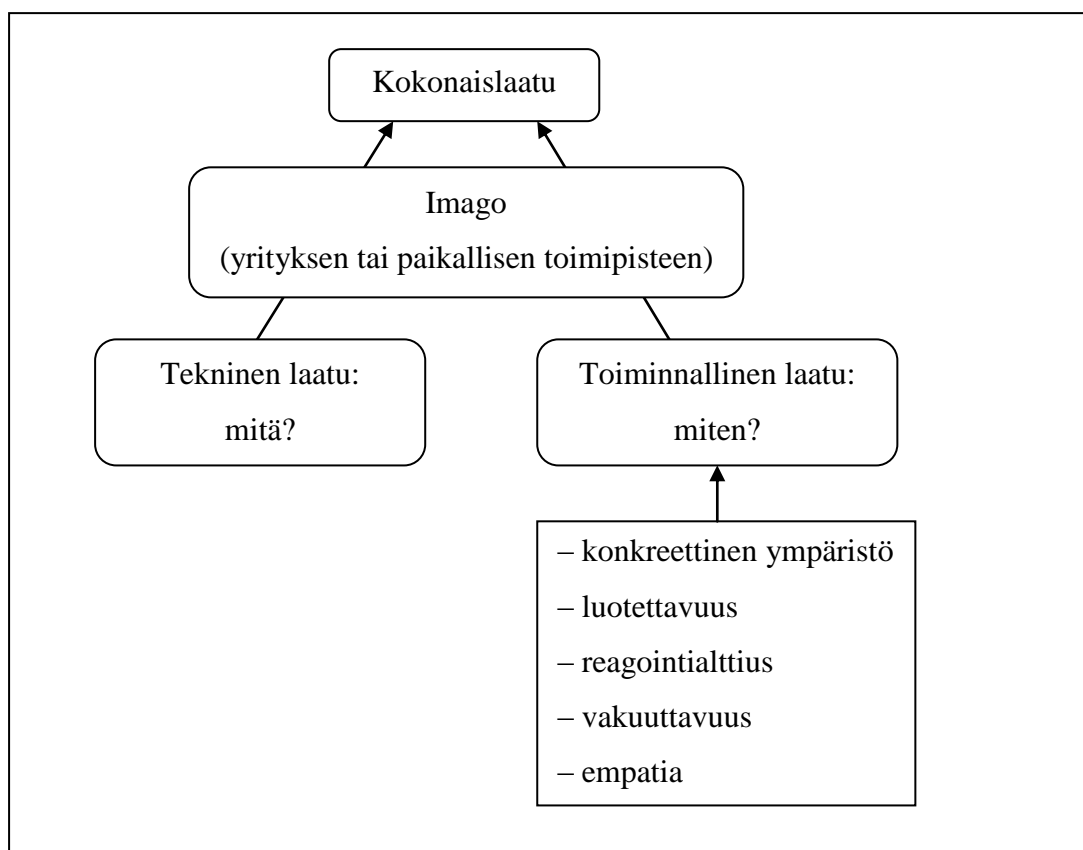 Kokonaislaatu
Imago
(yrityksen tai paikallisen toimipisteen)
Tekninen laatu:
mitä?
Toiminnallinen laatu:
miten?
– konkreettinen ympäristö
– luotettavuus
– reagointialttius
– vakuuttavuus
– empatia